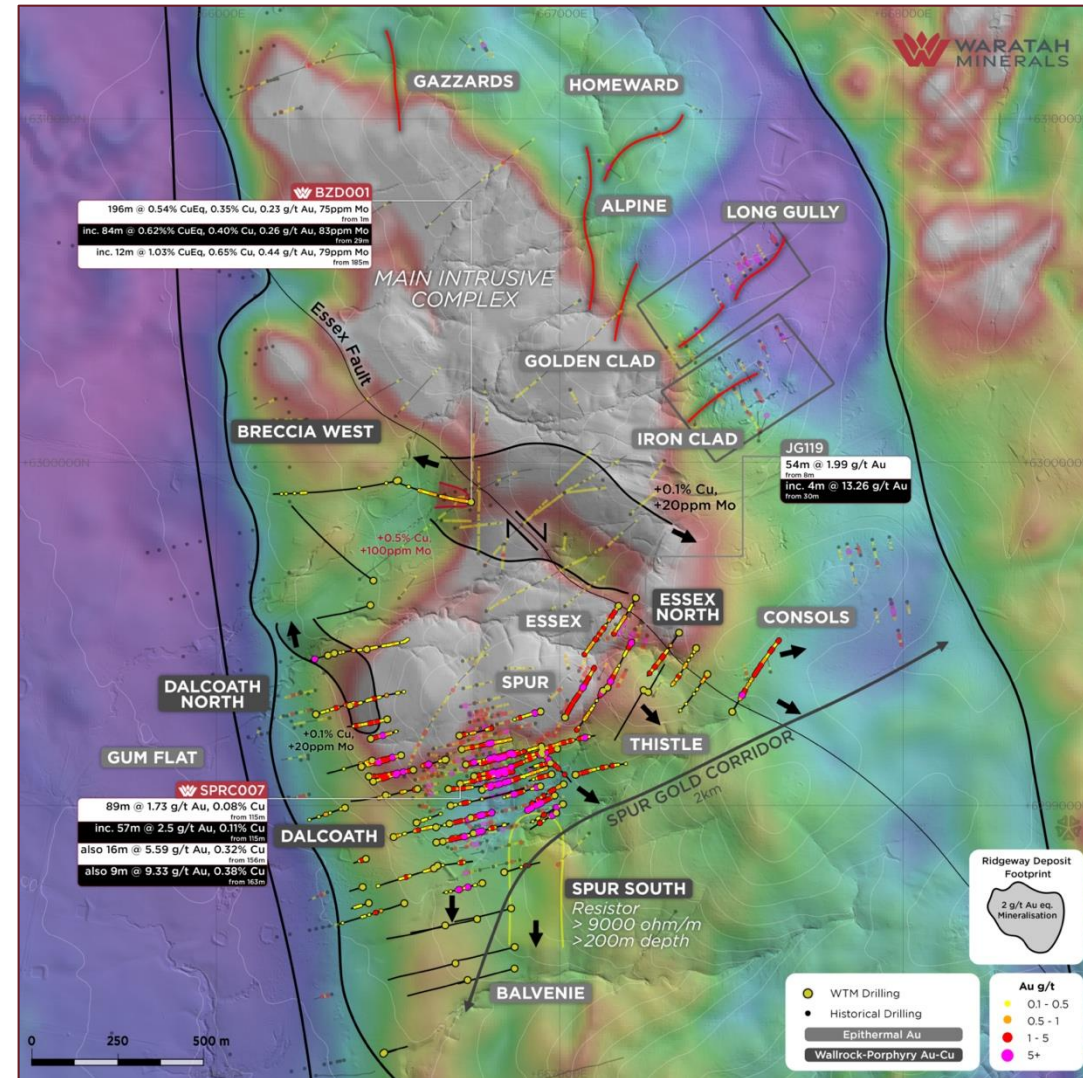 666000E
667000E
668000E
WARATAH
MINERALS
GAZZARDS
HOMEWARD
+6310000N
+6310000
BZD001
196m @ 0.54% CuEq, 0.35% Cu, 0.23 g/t Au, 75ppm Mo
from 1m
inc. 84m @ 0.62%% CuEq, 0.40% Cu, 0.26 g/t Au, 83ppm Mo
from 29m
inc. 12m @ 1.03% CuEq, 0.65% Cu, 0.44 g/t Au, 79ppm Mo
from 185m
ALPINE
LONG GULLY
MAIN INTRUSIVE
COMPLEX
Essex Fault
GOLDEN CLAD
BRECCIA WEST
IRON CLAD
JG119
54m @ 1.99 g/t Au
from 8m
inc. 4m @ 13.26 g/t Au
from 30m
+6300000N
+6300000
+0.1% Cu,
+20ppm Mo
+0.5% Cu,
+100ppm Mo
ESSEX
ESSEX
NORTH
CONSOLS
DALCOATH
NORTH
SPUR
+0.1% Cu,
+20ppm Mo
THISTLE
GUM FLAT
SPUR GOLD CORRIDOR
2km
SPRC007
89m @ 1.73 g/t Au, 0.08% Cu
from 115m
inc. 57m @ 2.5 g/t Au, 0.11% Cu
from 115m
also 16m @ 5.59 g/t Au, 0.32% Cu
from 156m
also 9m @ 9.33 g/t Au, 0.38% Cu
from 163m
+6299000
DALCOATH
SPUR SOUTH
Resistor
> 9000 ohm/m
>200m depth
BALVENIE
Ridgeway Deposit
Footprint
2 g/t Au eq.
Mineralisation
WTM Drilling
Historical Drilling
Epithermal Au
Wallrock-Porphyry Au-Cu
Au g/t
0.1 - 0.5
0.5 - 1
1 - 5
5+
0 250 500 m